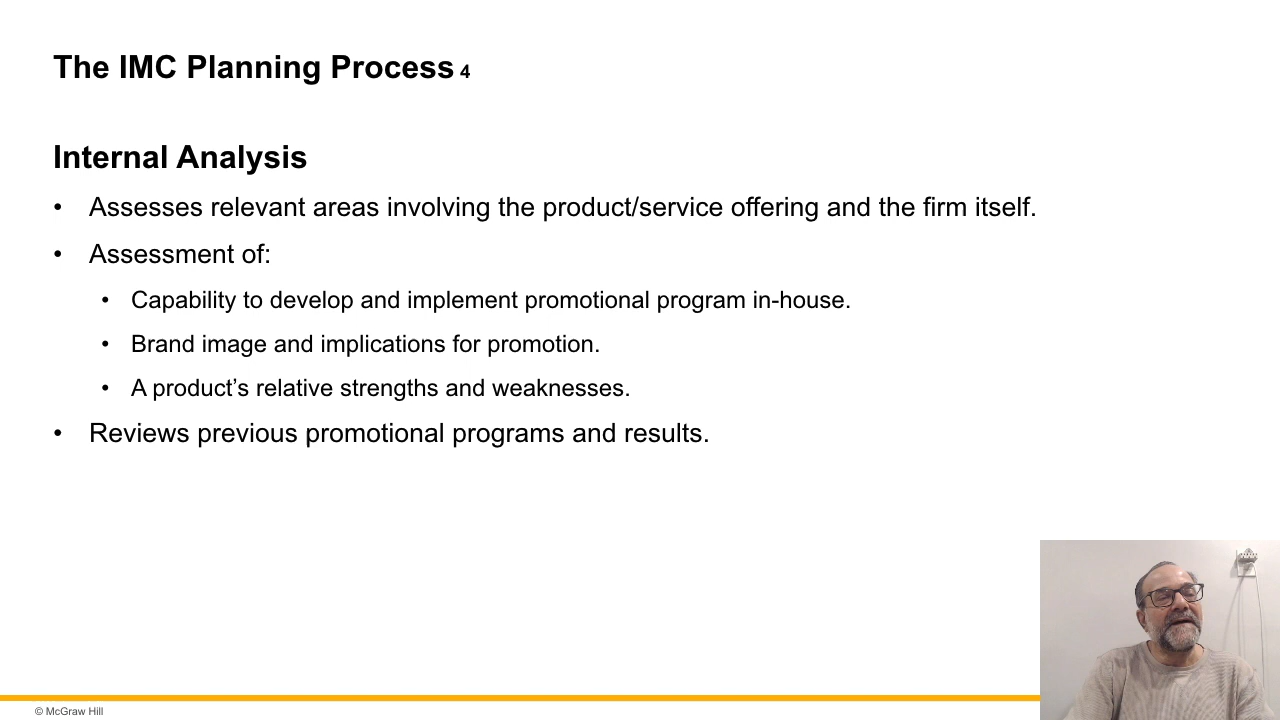 The IMC Planning Process 4
Internal Analysis
• Assesses relevant areas involving the product/service offering and the firm itself.
• Assessment of:
• Capability to develop and implement promotional program in-house.
• Brand image and implications for promotion.
• A product’s relative strengths and weaknesses.
• Reviews previous promotional programs and results.
© McGraw Hill